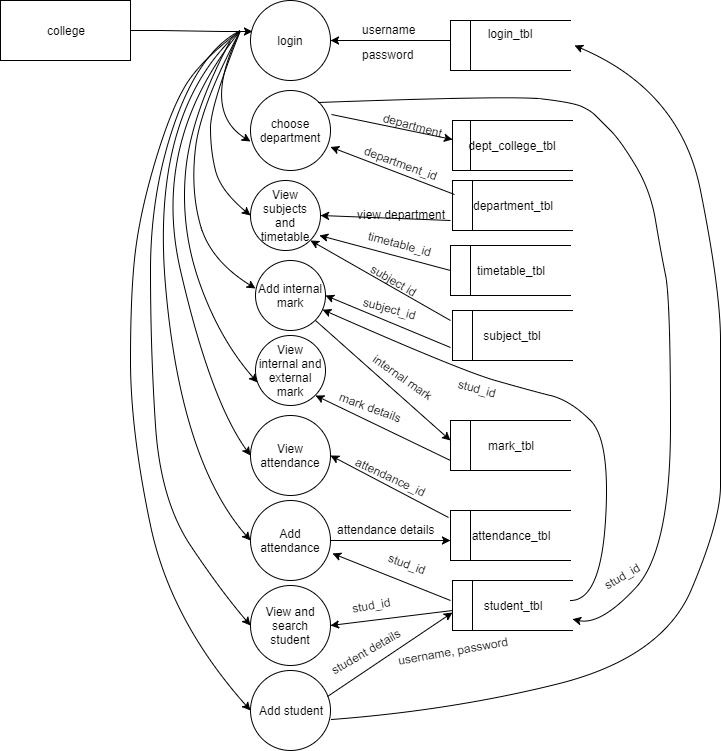 college
login
username
password
login_tbl
choose
department
department
dept_college_tbl
department_id
department_tbl
View
subjects
and
timetable
view department
timetable_id
timetable_tbl
subject id
Add internal
mark
subject_id
subject_tbl
View
internal and
external
mark
internal mark
stud_id
mark details
mark_tbl
View
attendance
attendance_id
Add
attendance
attendance details
attendance_tbl
stud_id
stud_id
View and
search
student
stud_id
student_tbl
student details
username, password
Add student